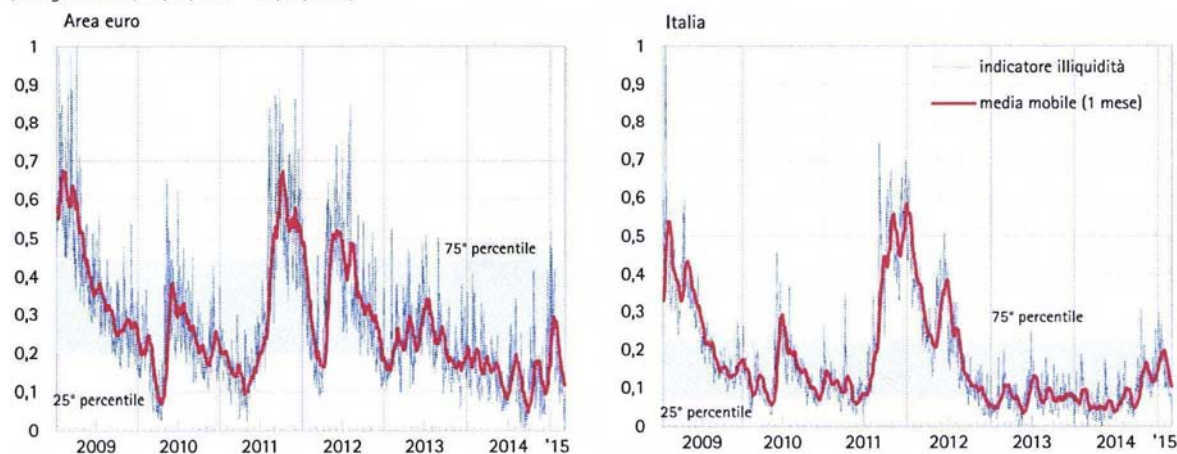 Area euro
1
0,9
0,8
0,7
0,6
0,5
0,4
0,3
0,2
0,1
0
75° percentile
25° percentile
2009 2010 2011 2012 2013 2014 '15
Italia
1
0,9
0,8
0,7
0,6
0,5
0,4
0,3
0,2
0,1
0
indicatore illiquidità
media mobile (1 mese)
75° percentile
25° percentile
2009 2010 2011 2012 2013 2014 '15